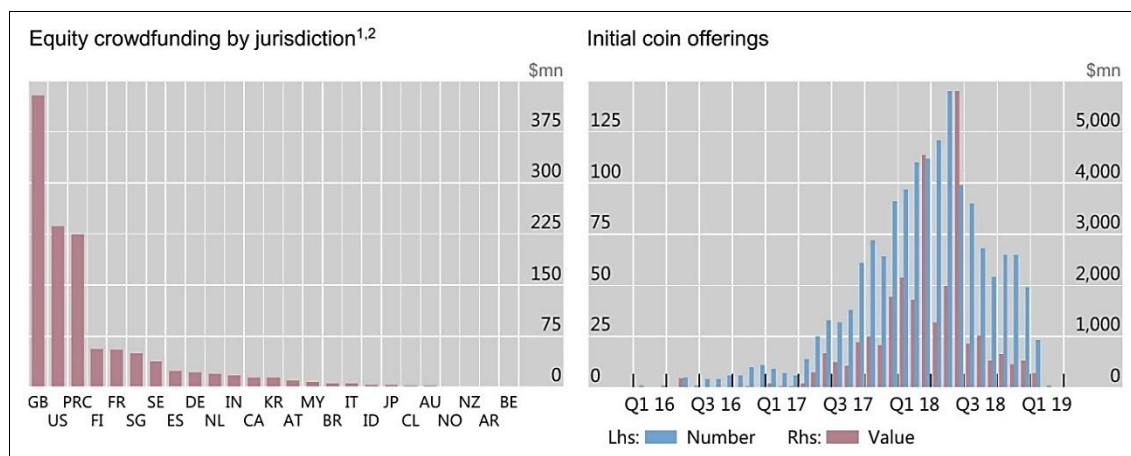 Equity crowdfunding by jurisdiction1,2
$mn
375
300
225
150
75
0
GB PRC FR SE DE IN KR MY IT JP AU NZ BE
US FI SG ES NL CA AT BR ID CL NO AR
Initial coin offerings
$mn
125 5,000
100 4,000
75 3,000
50 2,000
25 1,000
0 0
Q1 16 Q3 16 Q1 17 Q3 17 Q1 18 Q3 18 Q1 19
Lhs: Number Rhs: Value